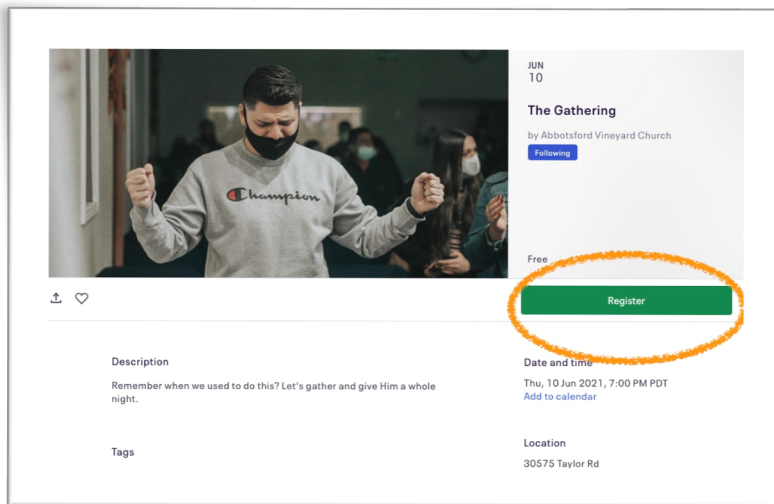 Champion
JUN
10
The Gathering
by Abbotsford Vineyard Church
Following
Free
Register
Description
Remember when we used to do this? Let's gather and give Him a whole
night.
Tags
Date and time
Thu, 10 Jun 2021, 7:00 PM PDT
Add to calendar
Location
30575 Taylor Rd